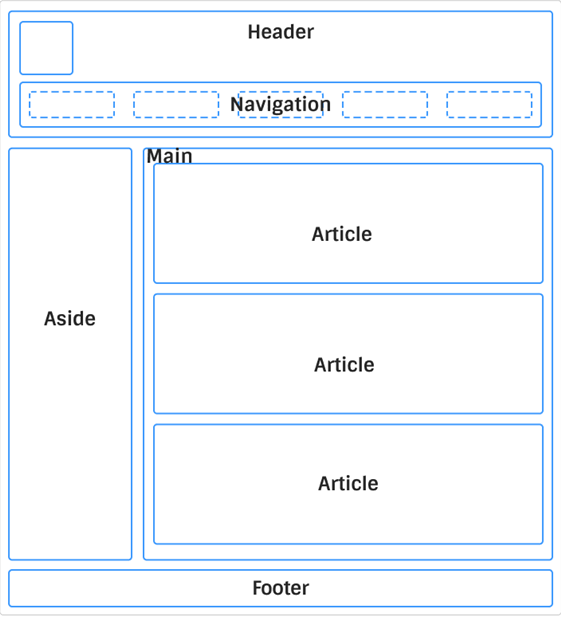 Header
Navigation
Main
Article
Aside
Article
Article
Footer